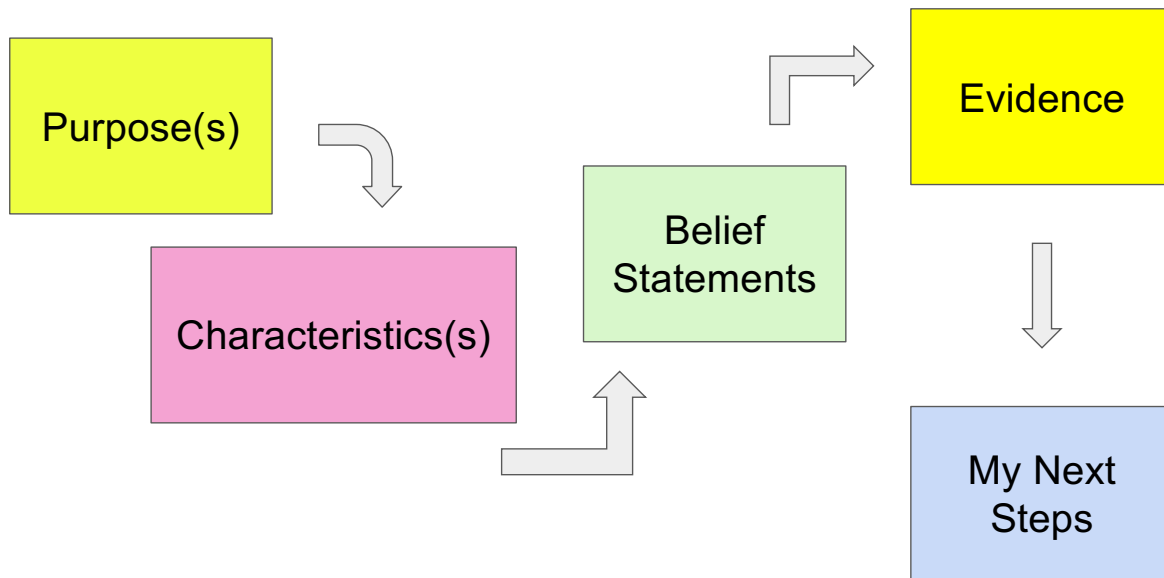 Purpose(s)
Characteristics(s)
Belief
Statements
Evidence
My Next
Steps